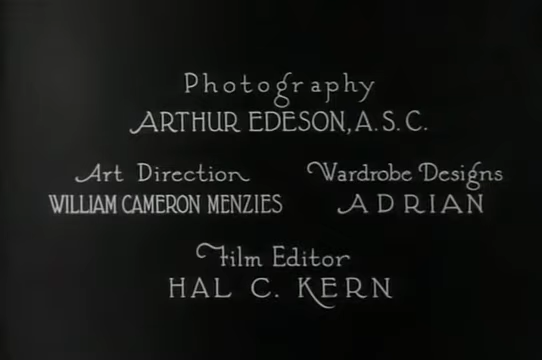 Photography
ARTHUR EDESON, A.S.C.
Art Direction
WILLIAM CAMERON MENZIES
Wardrobe Designs
ADRIAN
Film Editor
HAL C. KERN